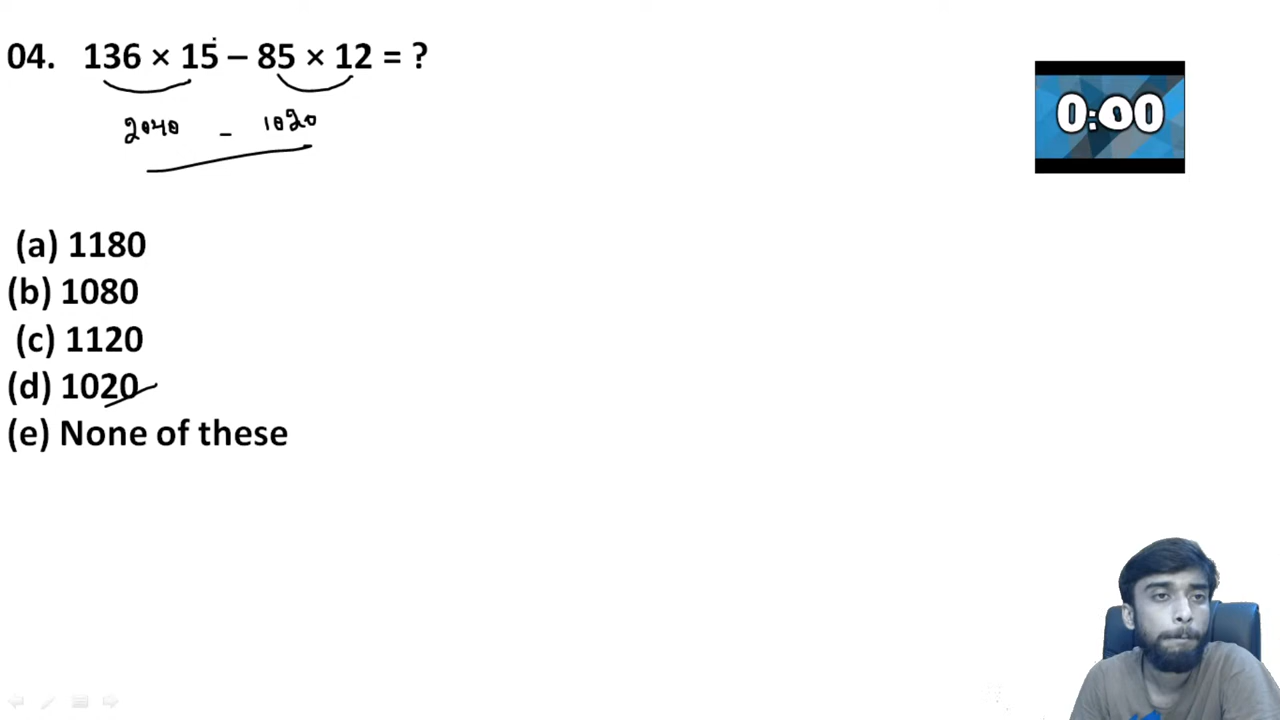 04. 136 × 15 – 85 × 12 = ?
2040 - 1020
(a) 1180
(b) 1080
(c) 1120
(d) 1020
(e) None of these
0:00